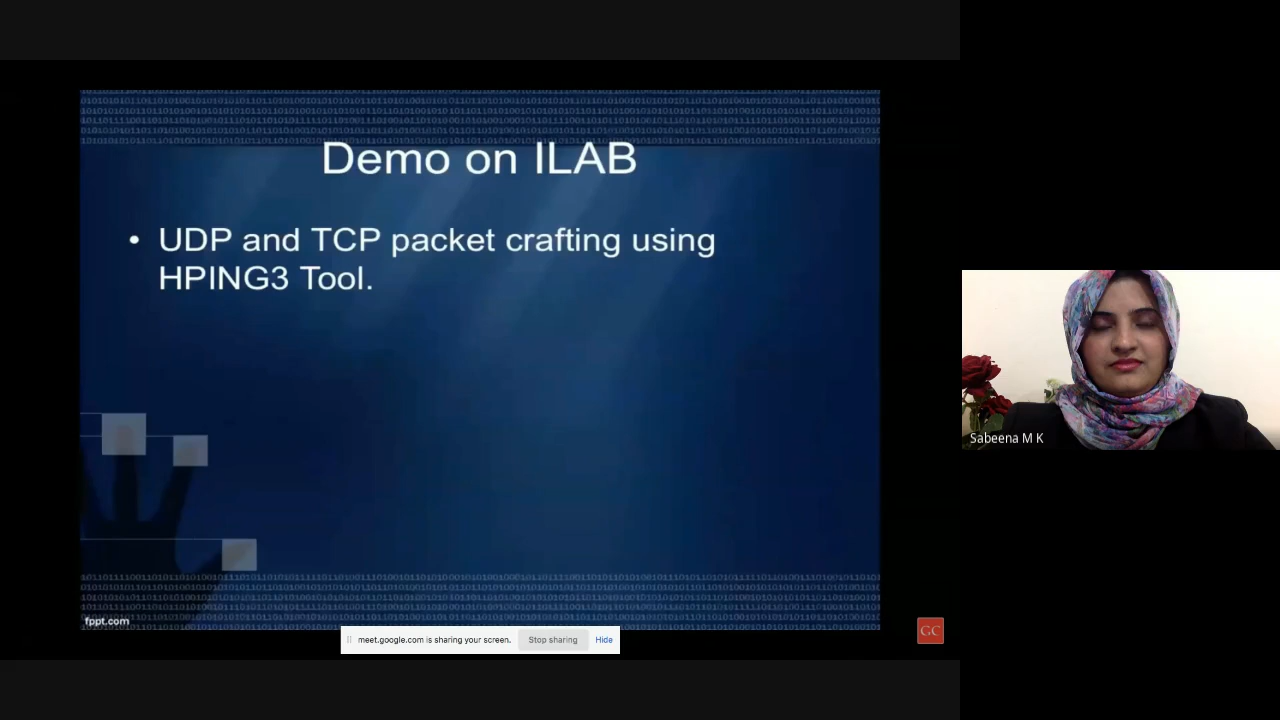 Demo on ILAB
• UDP and TCP packet crafting using
HPING3 Tool.
fppt.com
meet.google.com is sharing your screen. Stop sharing Hide
GC
Sabeena M K